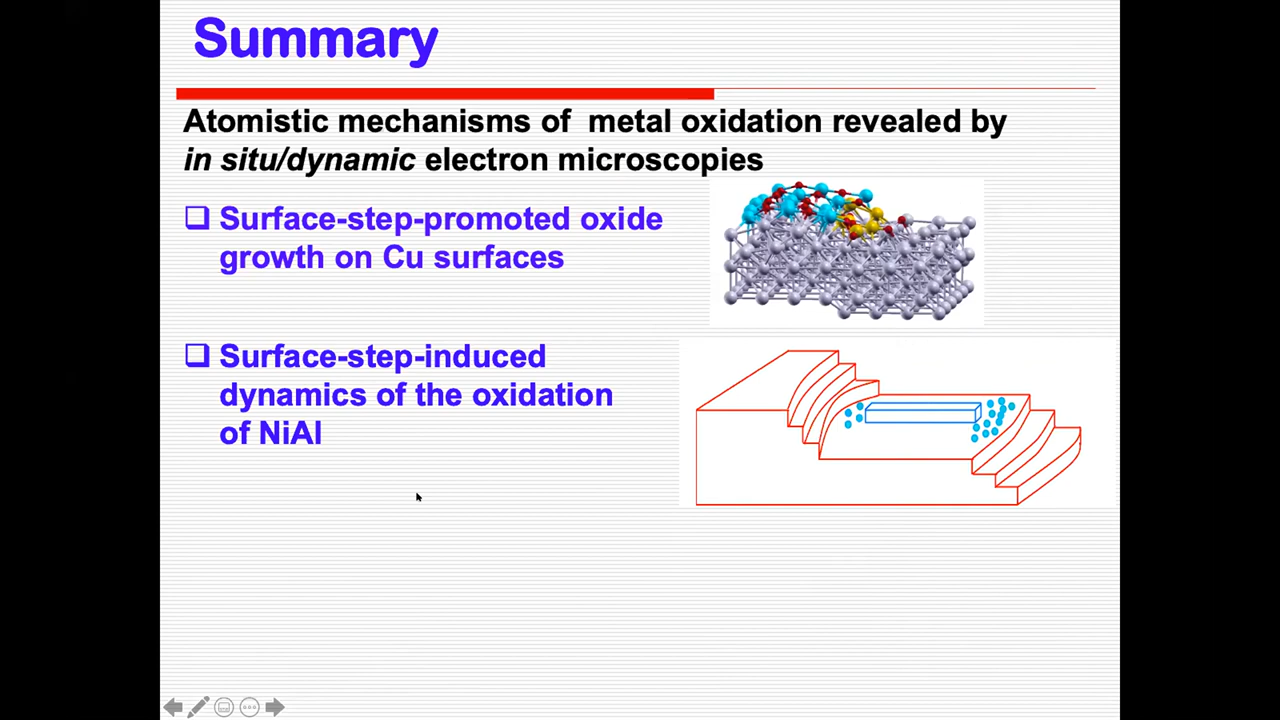 Summary
Atomistic mechanisms of metal oxidation revealed by
in situ/dynamic electron microscopies
Surface-step-promoted oxide
growth on Cu surfaces
Surface-step-induced
dynamics of the oxidation
of NiAl